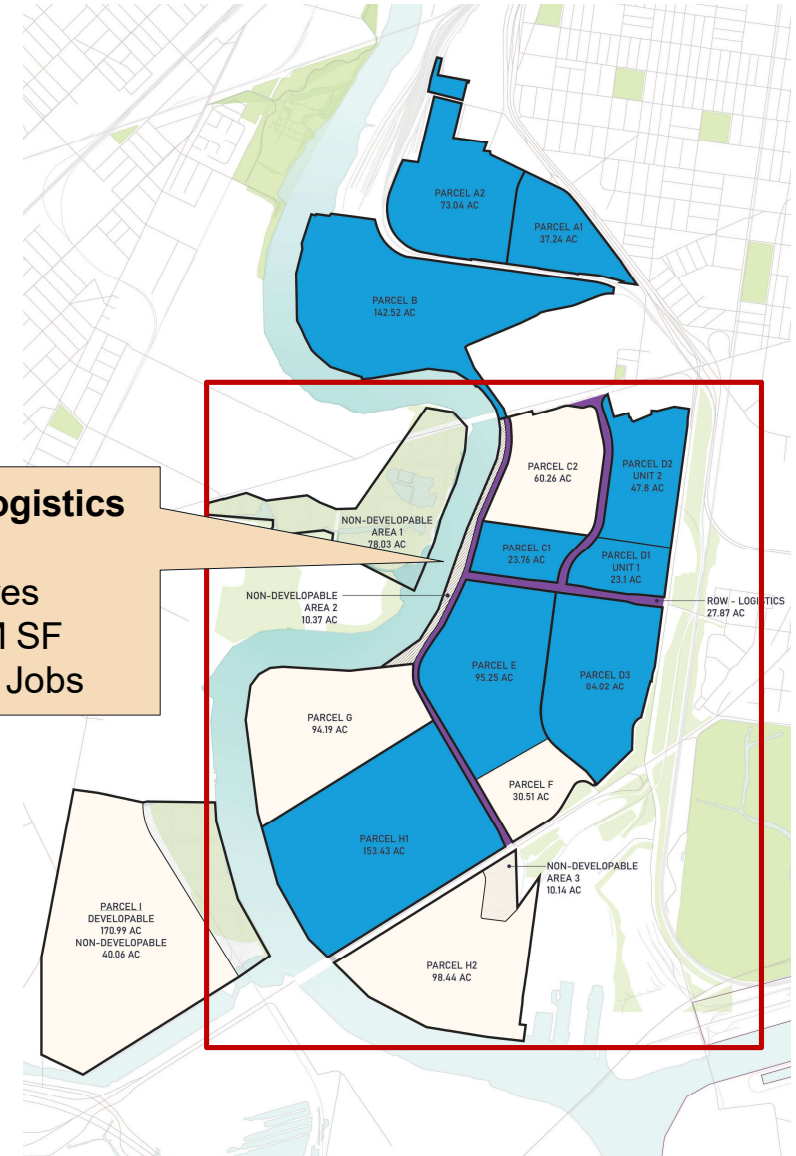 PARCEL A2
73.04 AC
PARCEL A1
37.24 AC
PARCEL B
142.52 AC
PARCEL C2
60.26 AC
PARCEL D2
UNIT 2
47.8 AC
ogistics
es
SF
Jobs
NON-DEVELOPABLE
AREA 1
78.03 AC
PARCEL C1
23.76 AC
PARCEL D1
UNIT 1
23.1 AC
NON-DEVELOPABLE
AREA 2
10.37 AC
ROW - LOGISTICS
27.87 AC
PARCEL E
95.25 AC
PARCEL D3
84.02 AC
PARCEL G
94.19 AC
PARCEL F
30.51 AC
PARCEL H1
153.43 AC
NON-DEVELOPABLE
AREA 3
10.14 AC
PARCEL I
DEVELOPABLE
170.99 AC
NON-DEVELOPABLE
40.06 AC
PARCEL H2
98.44 AC